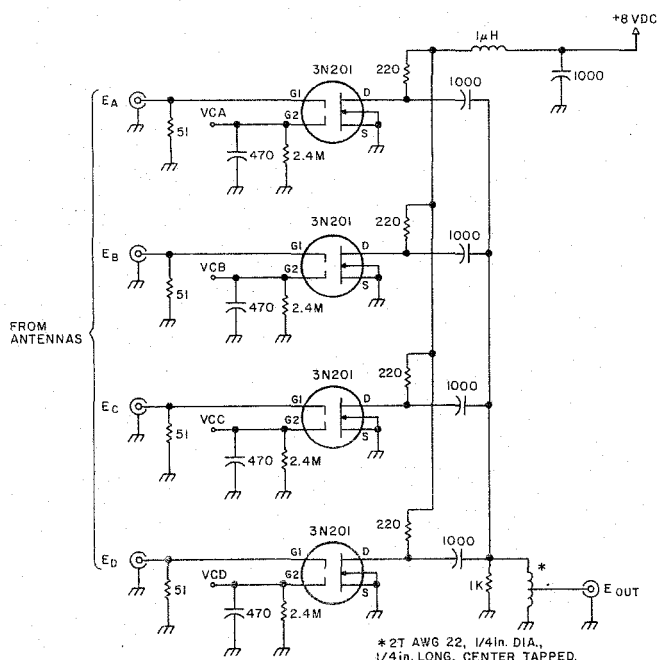 +8 VDC
1µH
3N201
220
1000
1000
EA
G1
D
VCA
G2
S
51
470
2.4M
3N201
220
1000
EB
G1
D
VCB
G2
S
51
470
2.4M
FROM
ANTENNAS
3N201
220
1000
EC
G1
D
VCC
G2
S
51
470
2.4M
3N201
220
1000
ED
G1
D
VCD
G2
S
1K
*
E OUT
51
470
2.4M
*2T AWG 22, 1/4in. DIA.,
1/4in. LONG, CENTER TAPPED.